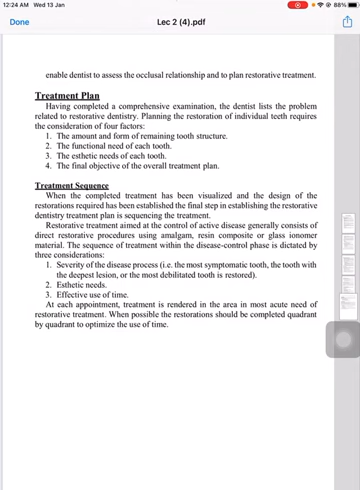 12:24 AM Wed 13 Jan
88%
Done
Lec 2 (4).pdf
enable dentist to assess the occlusal relationship and to plan restorative treatment.
Treatment Plan
Having completed a comprehensive examination, the dentist lists the problem
related to restorative dentistry. Planning the restoration of individual teeth requires
the consideration of four factors:
1. The amount and form of remaining tooth structure.
2. The functional need of each tooth.
3. The esthetic needs of each tooth.
4. The final objective of the overall treatment plan.
Treatment Sequence
When the completed treatment has been visualized and the design of the
restorations required has been established the final step in establishing the restorative
dentistry treatment plan is sequencing the treatment.
Restorative treatment aimed at the control of active disease generally consists of
direct restorative procedures using amalgam, resin composite or glass ionomer
material. The sequence of treatment within the disease-control phase is dictated by
three considerations:
1. Severity of the disease process (i.e. the most symptomatic tooth, the tooth with
the deepest lesion, or the most debilitated tooth is restored).
2. Esthetic needs.
3. Effective use of time.
At each appointment, treatment is rendered in the area in most acute need of
restorative treatment. When possible the restorations should be completed quadrant
by quadrant to optimize the use of time.